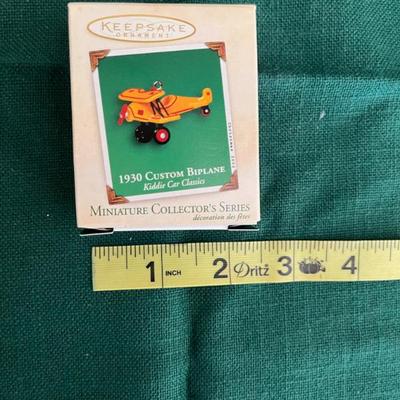 KEEPSAKE
ORNAMENT
1930 CUSTOM BIPLANE
Kiddie Car Classics
MINIATURE COLLECTOR'S SERIES
décoration des fêtes
1 INCH 2 Dritz 3 4